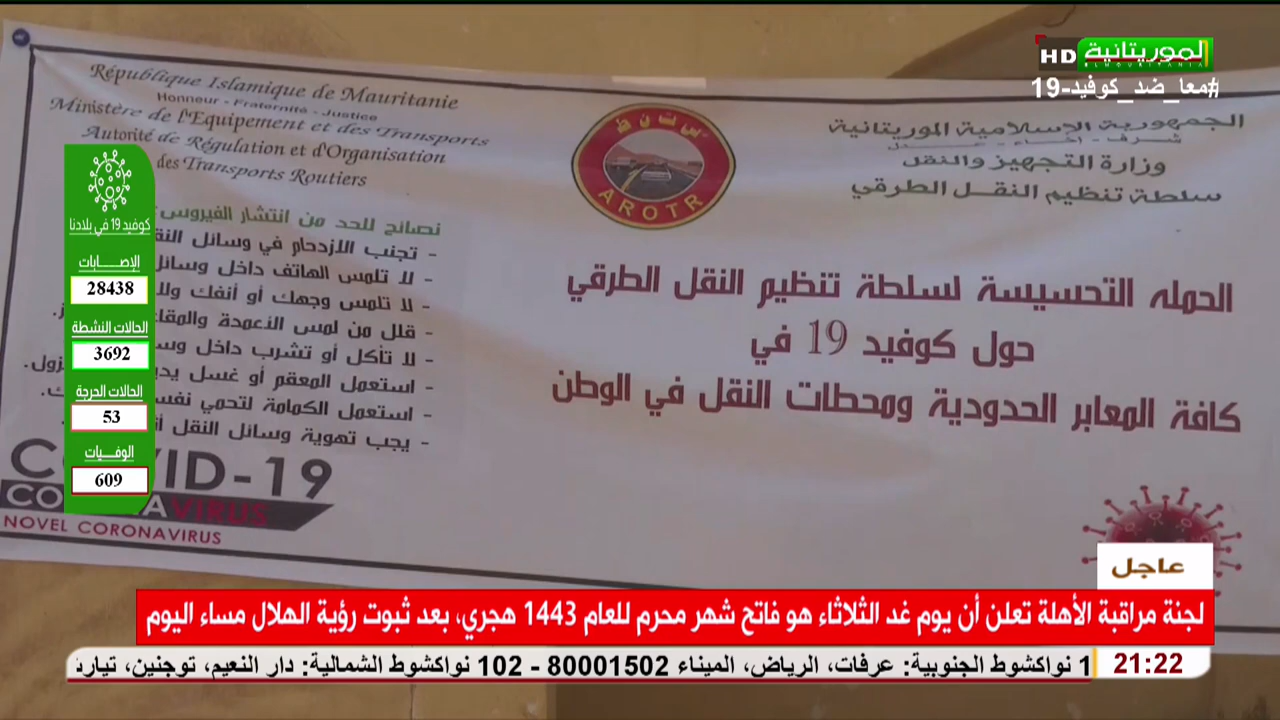 الموريتانية
ELMOURITANIA
HD
#معا_ضد_كوفيد-19
République Islamique de Mauritanie
Honneur - Fraternité - Justice
Ministère de l'Equipement et des Transports
Autorité de Régulation et d'Organisation
des Transports Routiers
AROTR
الجمهورية الإسلامية الموريتانية
شرف - إخاء - عدل
وزارة التجهيز والنقل
سلطة تنظيم النقل الطرقي
الحمله التحسيسة لسلطة تنظيم النقل الطرقي
حول كوفيد 19 في
كافة المعابر الحدودية ومحطات النقل في الوطن
نصائح للحد من انتشار الفيروس:
- تجنب الازدحام في وسائل
- لا تلمس الهاتف داخل وسائل
- لا تلمس وجهك أو أنفك
- قلل من لمس الأعمدة
- لا تأكل أو تشرب داخل
- استعمل المعقم أو غسل
- استعمل الكمامة لتحمي
- يجب تهوية وسائل النقل
19
NOVEL CORONAVIRUS
كوفيد 19 في بلادنا
الإصابات
28438
الحالات النشطة
3692
الحالات الحرجة
53
الوفيات
609
عاجل
لجنة مراقبة الأهلة تعلن أن يوم غد الثلاثاء هو فاتح شهر محرم للعام 1443 هجري، بعد ثبوت رؤية الهلال مساء اليوم
21:22
1 نواكشوط الجنوبية: عرفات، الرياض، الميناء 80001502 - 102 نواكشوط الشمالية: دار النعيم، توجنين، تيارت